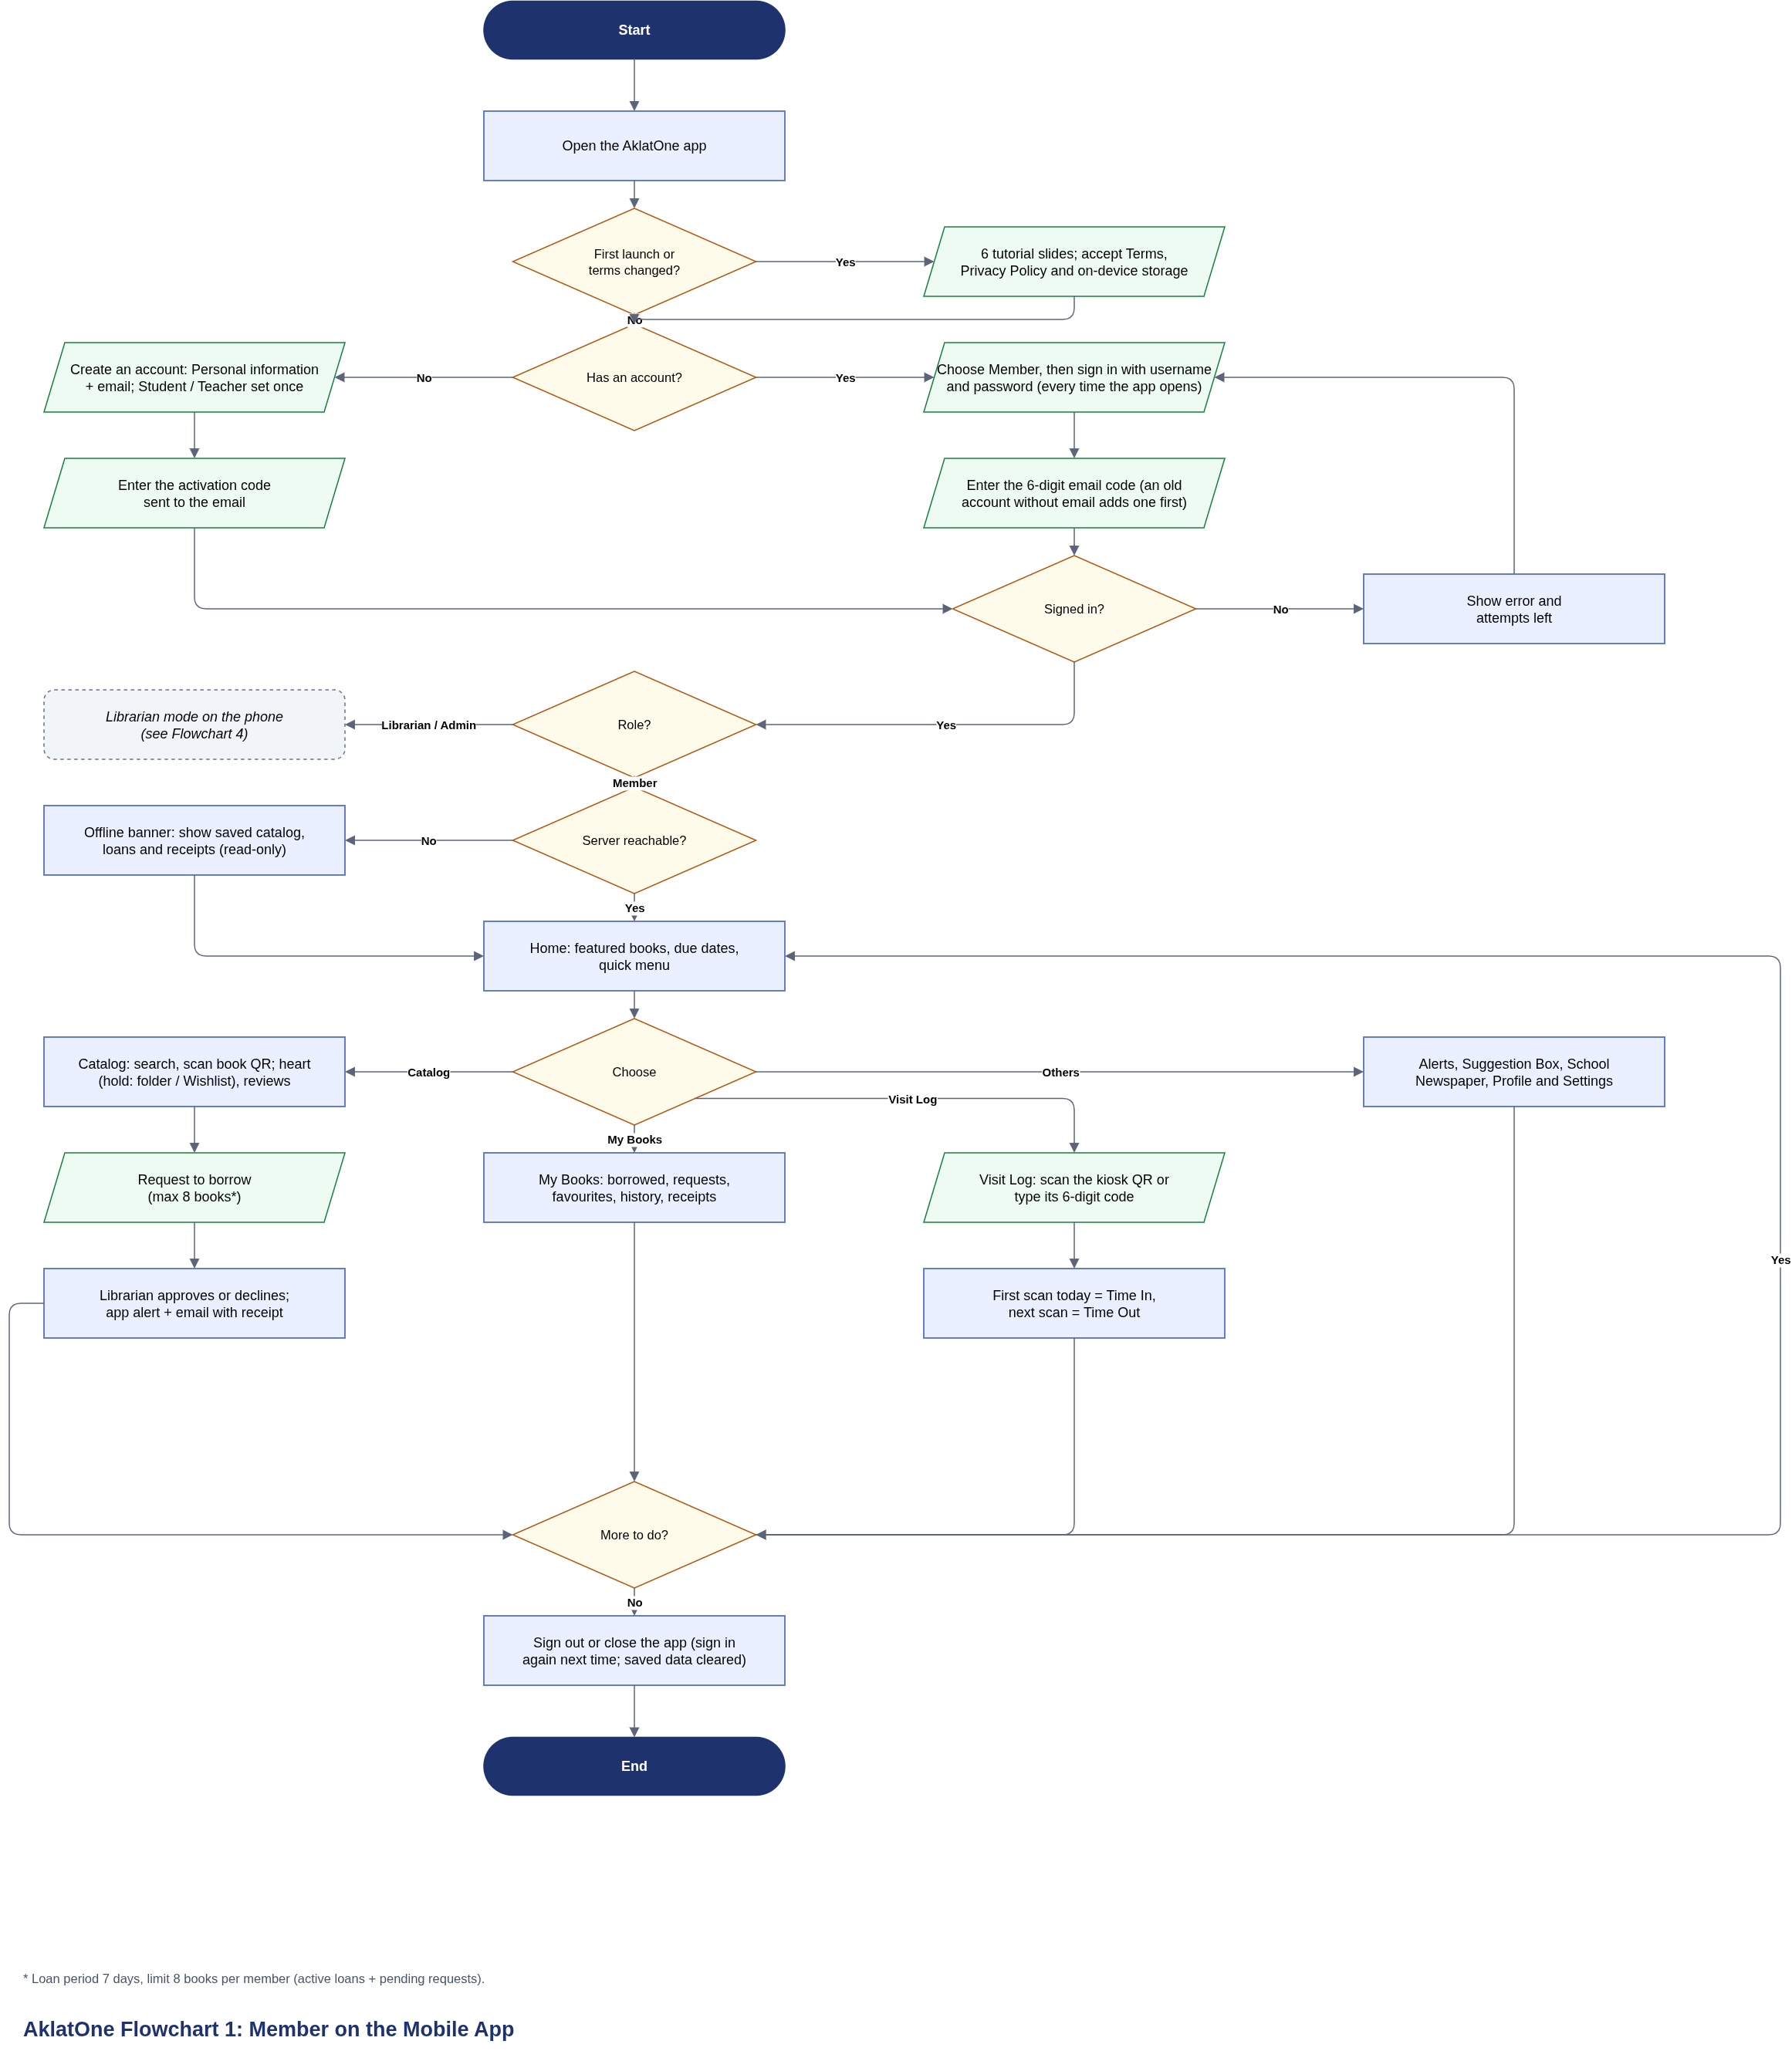 Start
Open the AklatOne app
First launch or
terms changed?
Yes
6 tutorial slides; accept Terms,
Privacy Policy and on-device storage
No
Create an account: Personal information
+ email; Student / Teacher set once
No
Has an account?
Yes
Choose Member, then sign in with username
and password (every time the app opens)
Enter the activation code
sent to the email
Enter the 6-digit email code (an old
account without email adds one first)
Signed in?
No
Show error and
attempts left
Librarian mode on the phone
(see Flowchart 4)
Librarian / Admin
Role?
Yes
Member
Offline banner: show saved catalog,
loans and receipts (read-only)
No
Server reachable?
Yes
Home: featured books, due dates,
quick menu
Catalog: search, scan book QR; heart
(hold: folder / Wishlist), reviews
Catalog
Choose
Others
Alerts, Suggestion Box, School
Newspaper, Profile and Settings
Visit Log
My Books
Request to borrow
(max 8 books*)
My Books: borrowed, requests,
favourites, history, receipts
Visit Log: scan the kiosk QR or
type its 6-digit code
Yes
Librarian approves or declines;
app alert + email with receipt
First scan today = Time In,
next scan = Time Out
More to do?
No
Sign out or close the app (sign in
again next time; saved data cleared)
End
* Loan period 7 days, limit 8 books per member (active loans + pending requests).
AklatOne Flowchart 1: Member on the Mobile App